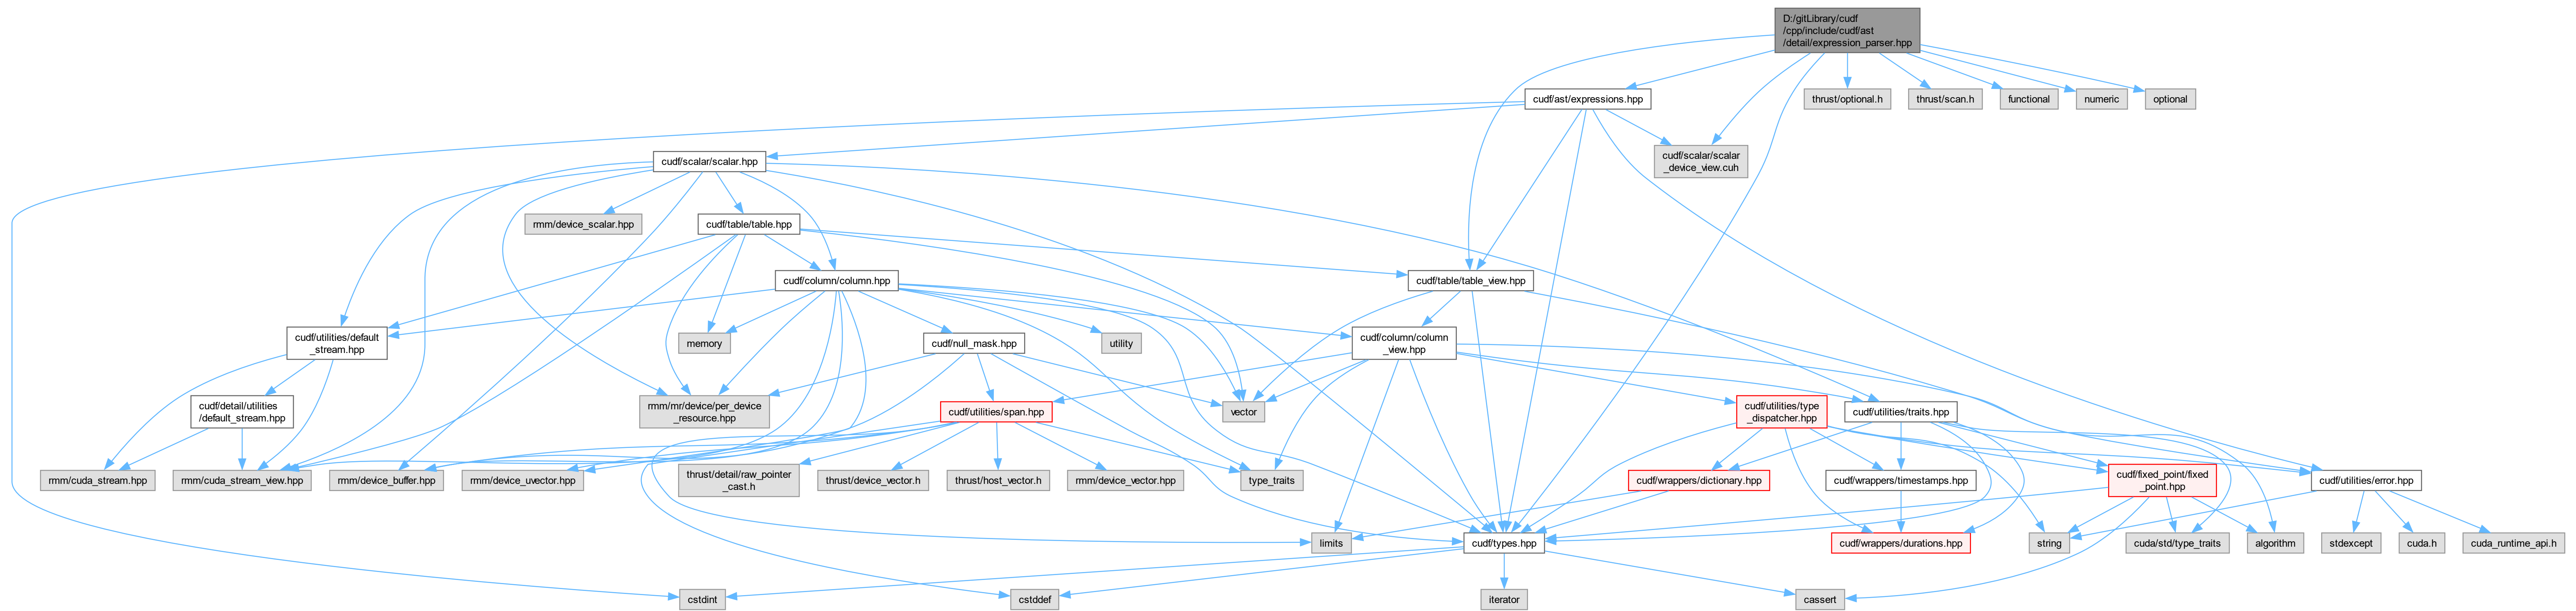 D:/gitLibrary/cudf
/cpp/include/cudf/ast
/detail/expression_parser.hpp
cudf/ast/expressions.hpp
thrust/optional.h
thrust/scan.h
functional
numeric
optional
cudf/scalar/scalar.hpp
cudf/scalar/scalar
_device_view.cuh
rmm/device_scalar.hpp
cudf/table/table.hpp
cudf/column/column.hpp
cudf/table/table_view.hpp
cudf/utilities/default
_stream.hpp
memory
cudf/null_mask.hpp
utility
cudf/column/column
_view.hpp
cudf/detail/utilities
/default_stream.hpp
rmm/mr/device/per_device
_resource.hpp
cudf/utilities/span.hpp
vector
cudf/utilities/type
_dispatcher.hpp
cudf/utilities/traits.hpp
rmm/cuda_stream.hpp
rmm/cuda_stream_view.hpp
rmm/device_buffer.hpp
rmm/device_uvector.hpp
thrust/detail/raw_pointer
_cast.h
thrust/device_vector.h
thrust/host_vector.h
rmm/device_vector.hpp
type_traits
cudf/wrappers/dictionary.hpp
cudf/wrappers/timestamps.hpp
cudf/fixed_point/fixed
_point.hpp
cudf/utilities/error.hpp
limits
cudf/types.hpp
cudf/wrappers/durations.hpp
string
cuda/std/type_traits
algorithm
stdexcept
cuda.h
cuda_runtime_api.h
cstdint
cstddef
iterator
cassert